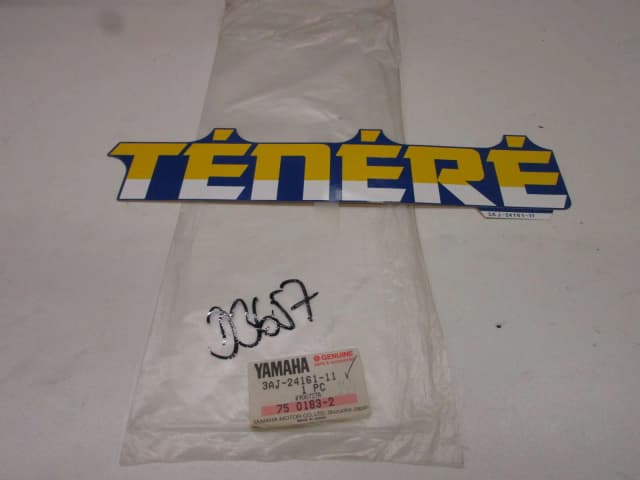 TÉNÉRÉ
3AJ-24161-11
DC657
YAMAHA GENUINE
3AJ-24161-11
1 PC
75 0183-2
YAMAHA MOTOR CO., LTD.